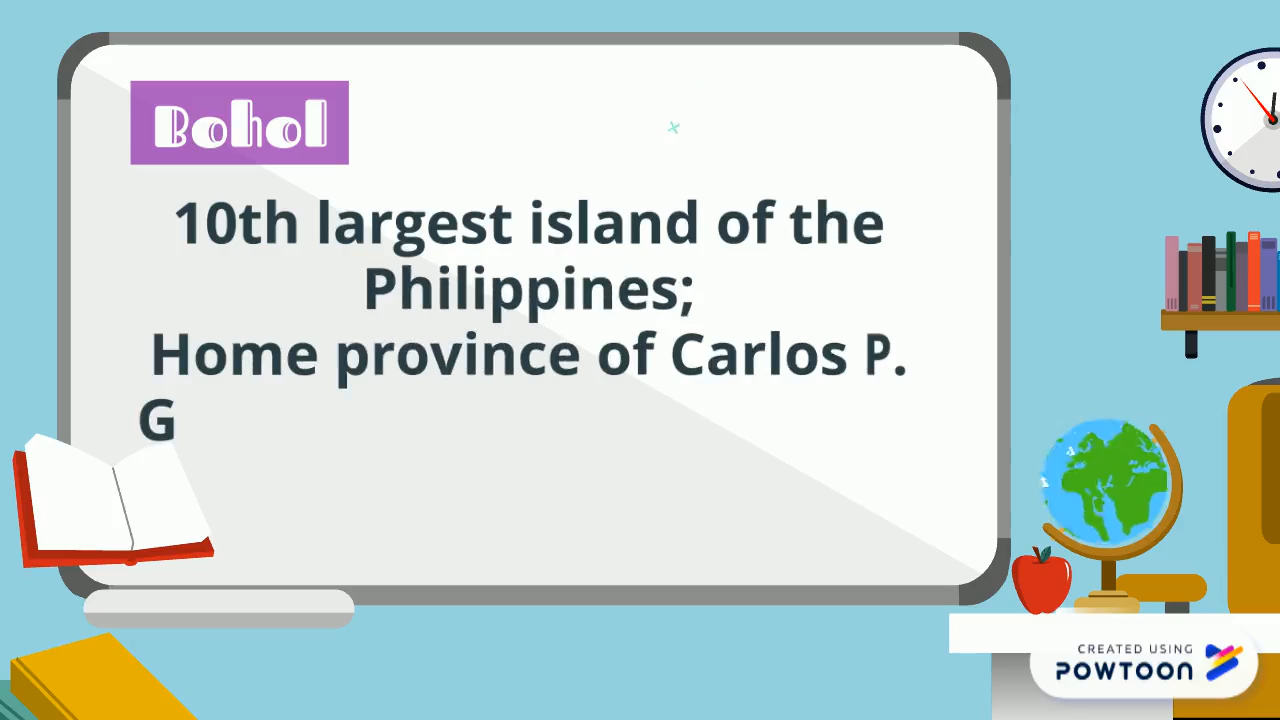 Bohol
10th largest island of the
Philippines;
Home province of Carlos P.
G
CREATED USING
POWTOON